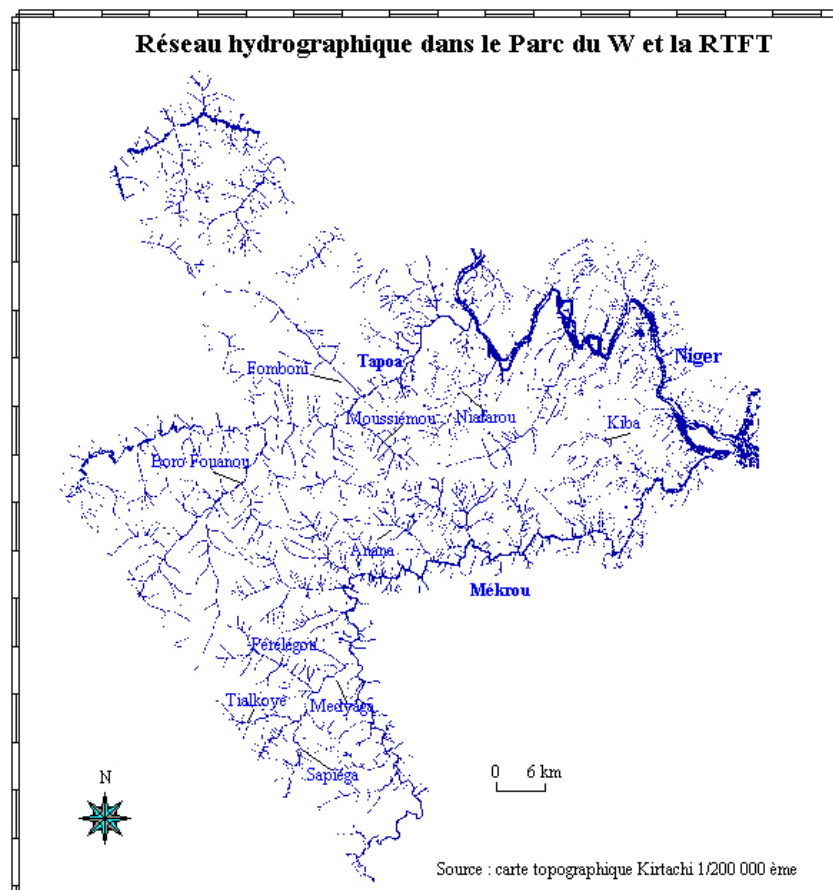 Réseau hydrographique dans le Parc du W et la RTFT
Tapoa
Niger
Fomboni
Moussiémou
Niafarou
Kiba
Boro Fouanou
Anana
Mékrou
Pérélégou
Tialkoye
Medyaga
Sapiéga
N
0 6 km
Source : carte topographique Kirtachi 1/200 000 ème